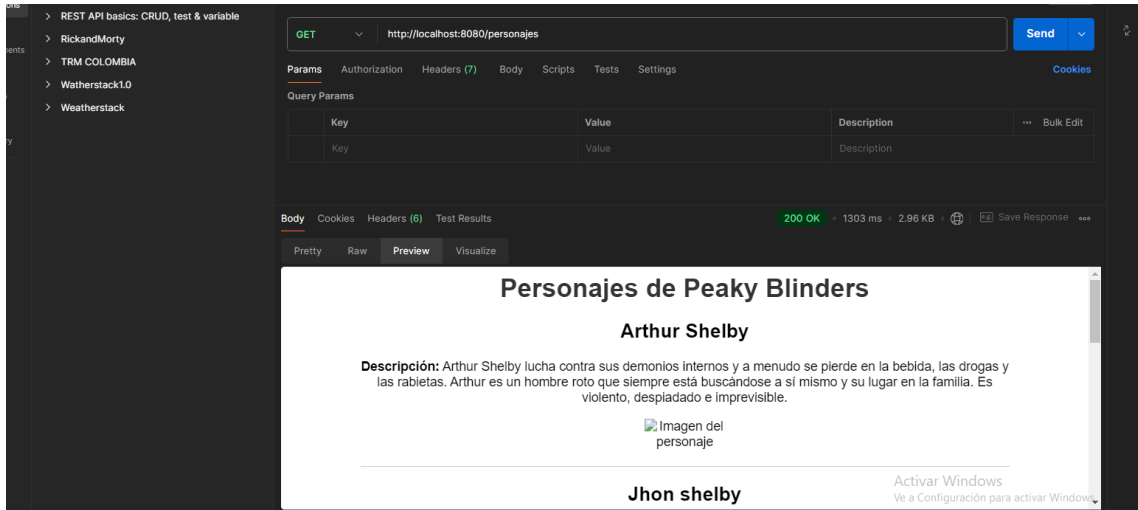 ons
> REST API basics: CRUD, test & variable
> RickandMorty
ments
> TRM COLOMBIA
> Watherstack1.0
> Weatherstack
ry
GET http://localhost:8080/personajes Send
Params Authorization Headers (7) Body Scripts Tests Settings Cookies
Query Params
Key Value Description ••• Bulk Edit
Key Value Description
Body Cookies Headers (6) Test Results 200 OK • 1303 ms • 2.96 KB • Save Response •••
Pretty Raw Preview Visualize
Personajes de Peaky Blinders
Arthur Shelby
Descripción: Arthur Shelby lucha contra sus demonios internos y a menudo se pierde en la bebida, las drogas y
las rabietas. Arthur es un hombre roto que siempre está buscándose a sí mismo y su lugar en la familia. Es
violento, despiadado e imprevisible.
Imagen del
personaje
Jhon shelby
Activar Windows
Ve a Configuración para activar Windows.